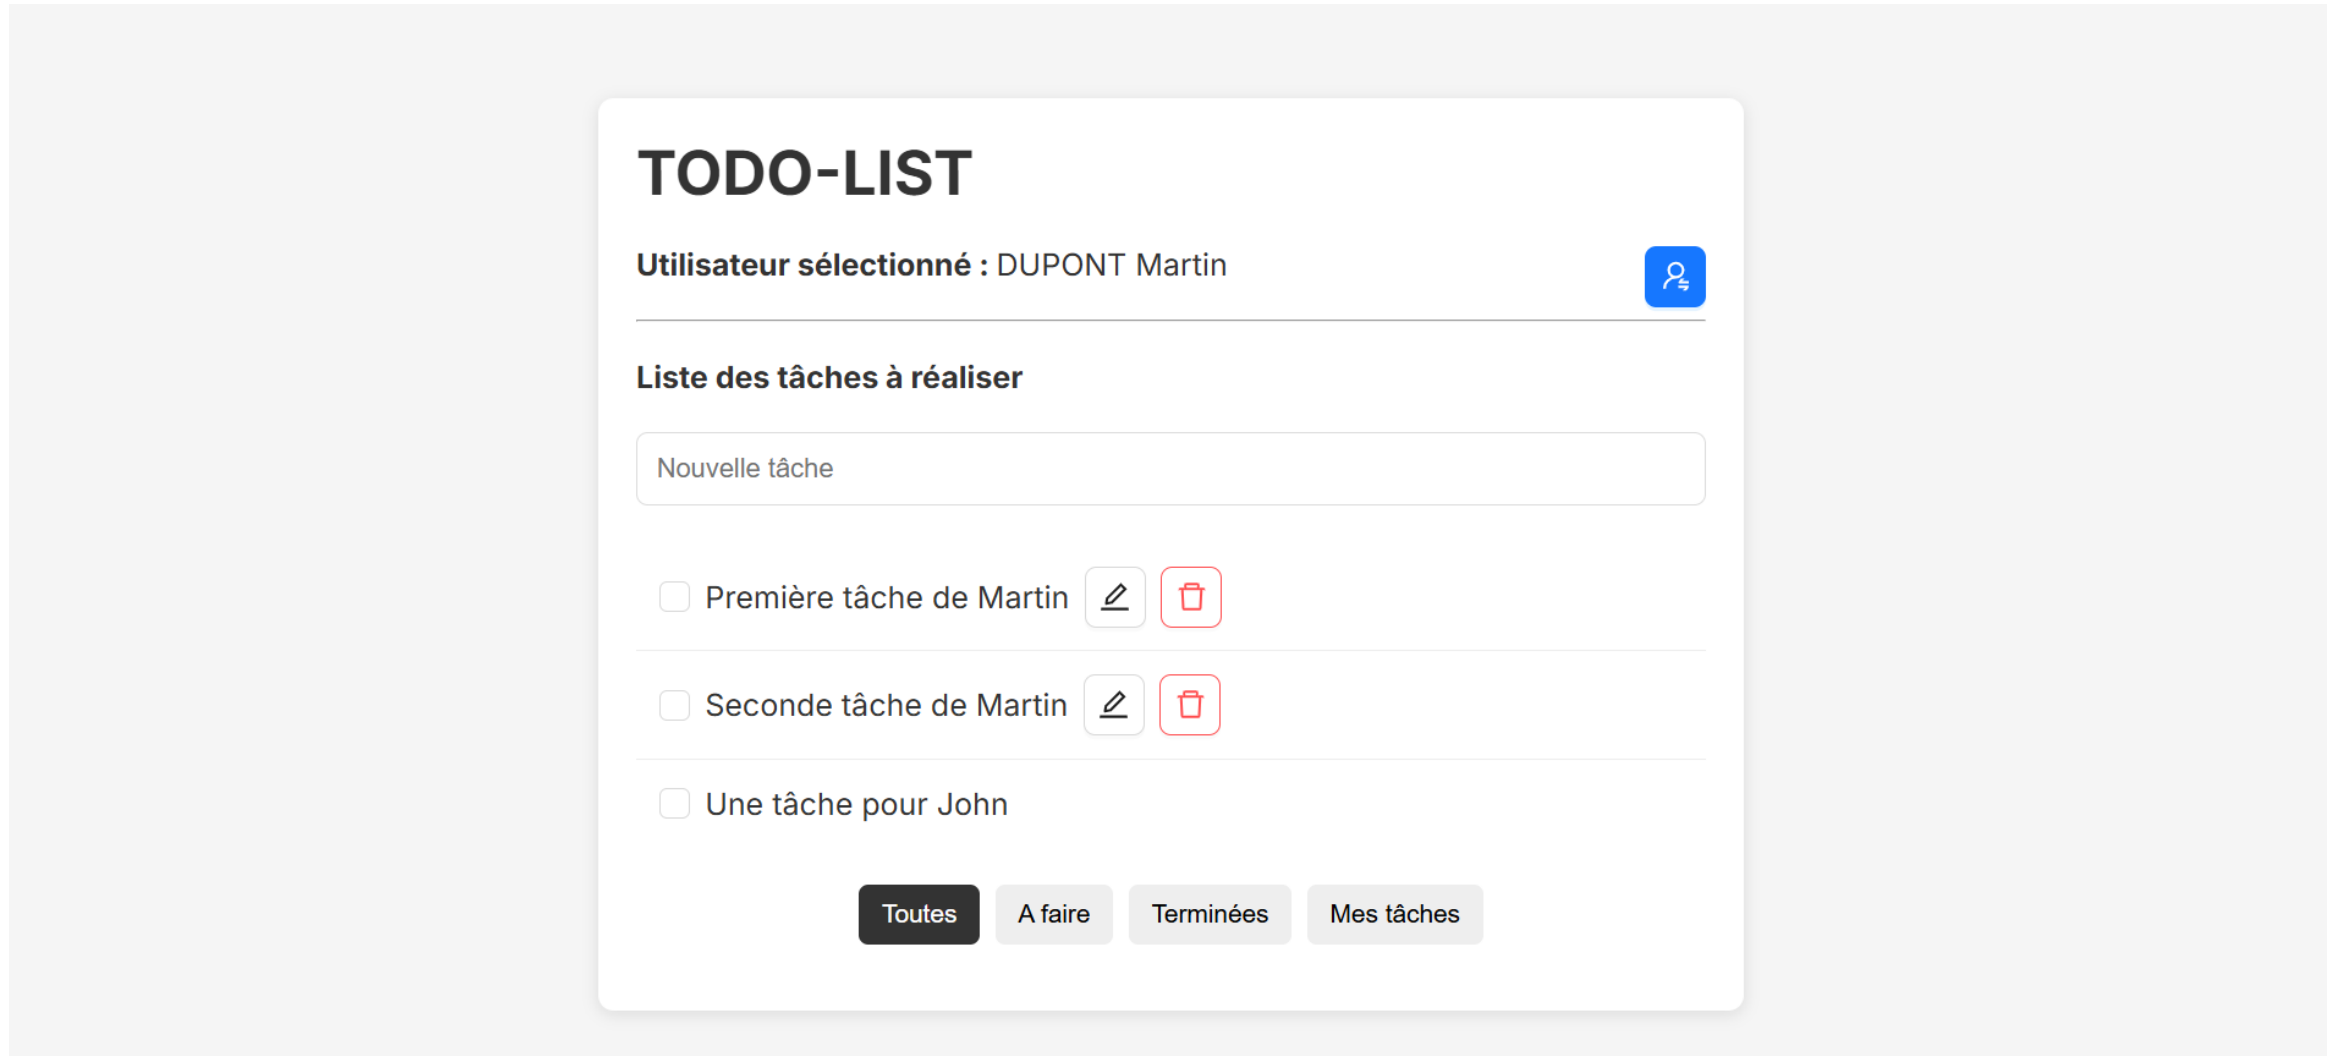 TODO-LIST
Utilisateur sélectionné : DUPONT Martin
Liste des tâches à réaliser
Nouvelle tâche
Première tâche de Martin
Seconde tâche de Martin
Une tâche pour John
Toutes A faire Terminées Mes tâches